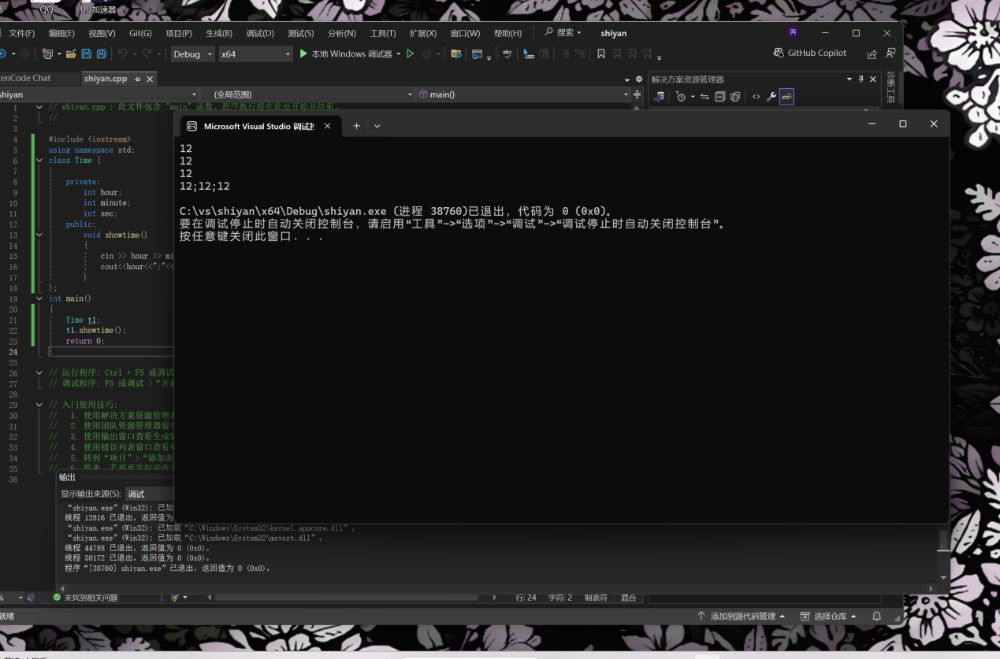 QQ
UU加速器
文件(F) 编辑(E) 视图(V) Git(G) 项目(P) 生成(B) 调试(D) 测试(S) 分析(N) 工具(T) 扩展(X) 窗口(W) 帮助(H) 搜索 shiyan 丙
Debug x64 本地 Windows 调试器 GitHub Copilot
Chat shiyan.cpp 解决方案资源管理器
诊断工具
shiyan (全局范围) main()
1 // shiyan.cpp : 此文件包含 "main" 函数。程序执行将在此处开始并结束。
2 //
3
4 #include <iostream>
5 using namespace std;
6 class Time {
7
8 private:
9 int hour;
10 int minute;
11 int sec;
12 public:
13 void showtime()
14 {
15 cin >> hour >> mi
16 cout<<hour<<";"<<
17 }
18 };
19 int main()
20 {
21 Time t1;
22 t1.showtime();
23 return 0;
24 }
25
26 // 运行程序: Ctrl + F5 或调试
27 // 调试程序: F5 或调试 >“开始
28
29 // 入门使用技巧:
30 // 1. 使用解决方案资源管理器
31 // 2. 使用团队资源管理器窗口
32 // 3. 使用输出窗口查看生成输
33 // 4. 使用错误列表窗口查看错
34 // 5. 转到“项目”>“添加新
35 // 6. 将来，若要再次打开此项
36
Microsoft Visual Studio 调试
12
12
12
12;12;12
C:\vs\shiyan\x64\Debug\shiyan.exe (进程 38760)已退出，代码为 0 (0x0)。
要在调试停止时自动关闭控制台，请启用“工具”->“选项”->“调试”->“调试停止时自动关闭控制台”。
按任意键关闭此窗口. . .
输出
显示输出来源(S): 调试
“shiyan.exe”(Win32): 已加
线程 12816 已退出，返回值为
“shiyan.exe”(Win32): 已加载“C:\Windows\System32\kernel.appcore.dll”。
“shiyan.exe”(Win32): 已加载“C:\Windows\System32\msvcrt.dll”。
线程 44788 已退出，返回值为 0 (0x0)。
线程 50172 已退出，返回值为 0 (0x0)。
程序“[38760] shiyan.exe”已退出，返回值为 0 (0x0)。
% 未找到相关问题 行: 24 字符: 2 制表符 混合
就绪 添加到源代码管理 选择仓库